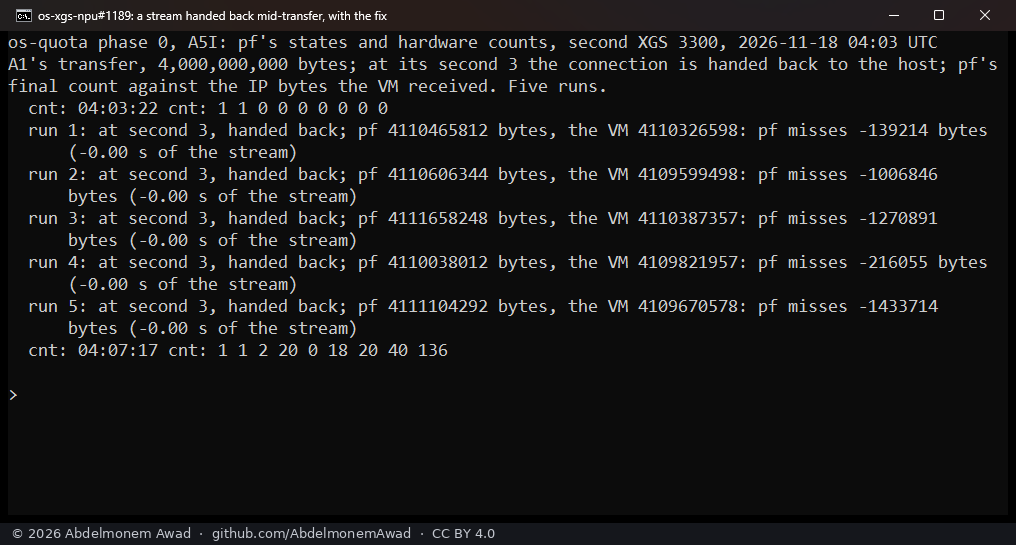 os-xgs-npu#1189: a stream handed back mid-transfer, with the fix
os-quota phase 0, A5I: pf's states and hardware counts, second XGS 3300, 2026-11-18 04:03 UTC
A1's transfer, 4,000,000,000 bytes; at its second 3 the connection is handed back to the host; pf's
final count against the IP bytes the VM received. Five runs.
cnt: 04:03:22 cnt: 1 1 0 0 0 0 0 0 0
run 1: at second 3, handed back; pf 4110465812 bytes, the VM 4110326598: pf misses -139214 bytes
(-0.00 s of the stream)
run 2: at second 3, handed back; pf 4110606344 bytes, the VM 4109599498: pf misses -1006846
bytes (-0.00 s of the stream)
run 3: at second 3, handed back; pf 4111658248 bytes, the VM 4110387357: pf misses -1270891
bytes (-0.00 s of the stream)
run 4: at second 3, handed back; pf 4110038012 bytes, the VM 4109821957: pf misses -216055 bytes
(-0.00 s of the stream)
run 5: at second 3, handed back; pf 4111104292 bytes, the VM 4109670578: pf misses -1433714
bytes (-0.00 s of the stream)
cnt: 04:07:17 cnt: 1 1 2 20 0 18 20 40 136
>
© 2026 Abdelmonem Awad · github.com/AbdelmonemAwad · CC BY 4.0